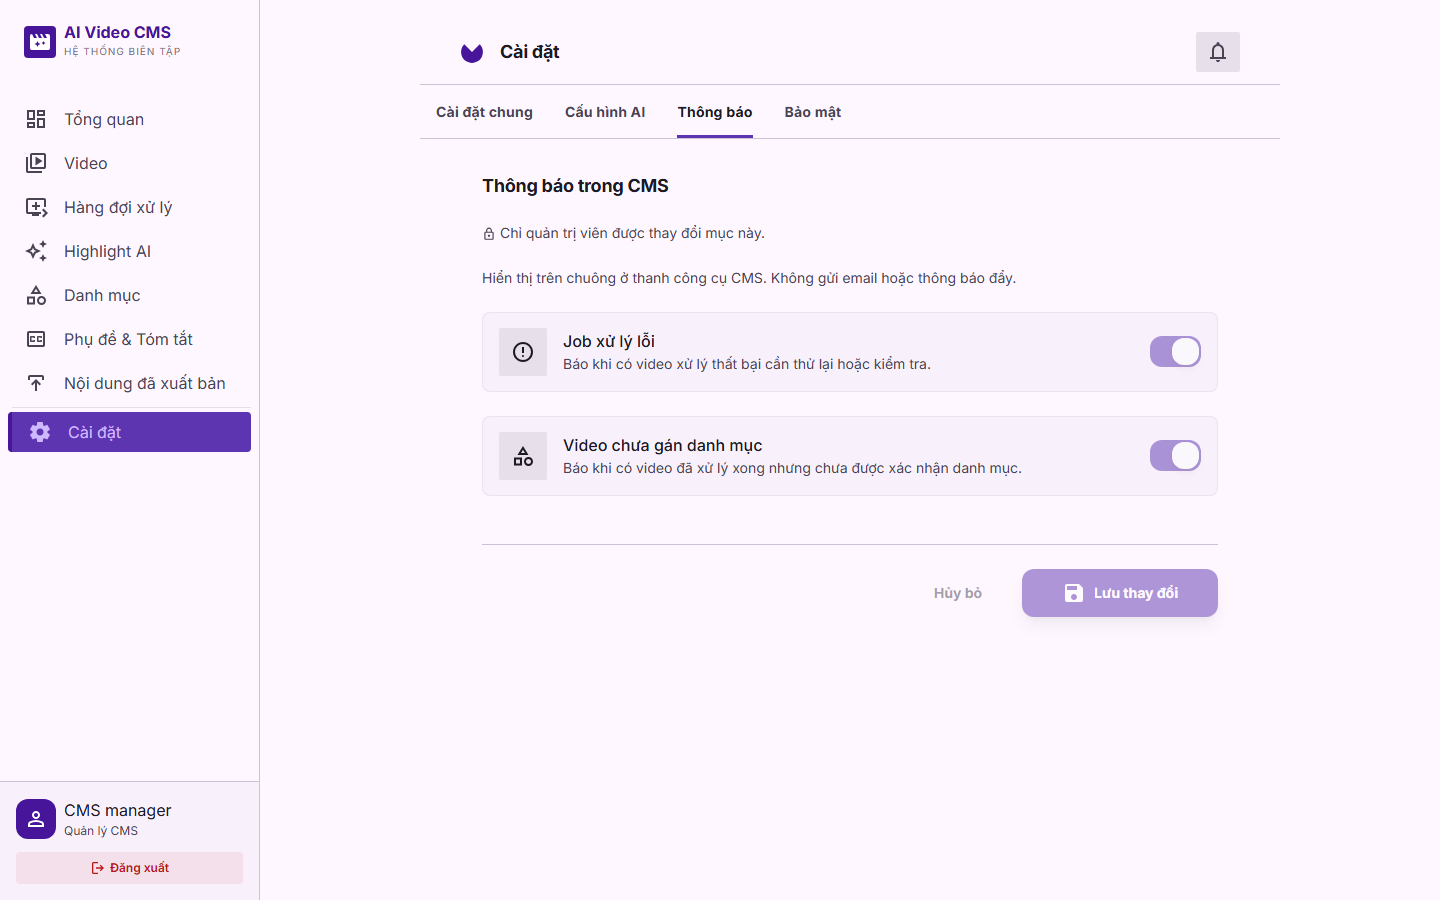 AI Video CMS
HỆ THỐNG BIÊN TẬP
Tổng quan
Video
Hàng đợi xử lý
Highlight AI
Danh mục
Phụ đề & Tóm tắt
Nội dung đã xuất bản
Cài đặt
CMS manager
Quản lý CMS
Đăng xuất
Cài đặt
Cài đặt chung
Cấu hình AI
Thông báo
Bảo mật
Thông báo trong CMS
Chỉ quản trị viên được thay đổi mục này.
Hiển thị trên chuông ở thanh công cụ CMS. Không gửi email hoặc thông báo đẩy.
Job xử lý lỗi
Báo khi có video xử lý thất bại cần thử lại hoặc kiểm tra.
Video chưa gán danh mục
Báo khi có video đã xử lý xong nhưng chưa được xác nhận danh mục.
Hủy bỏ
Lưu thay đổi